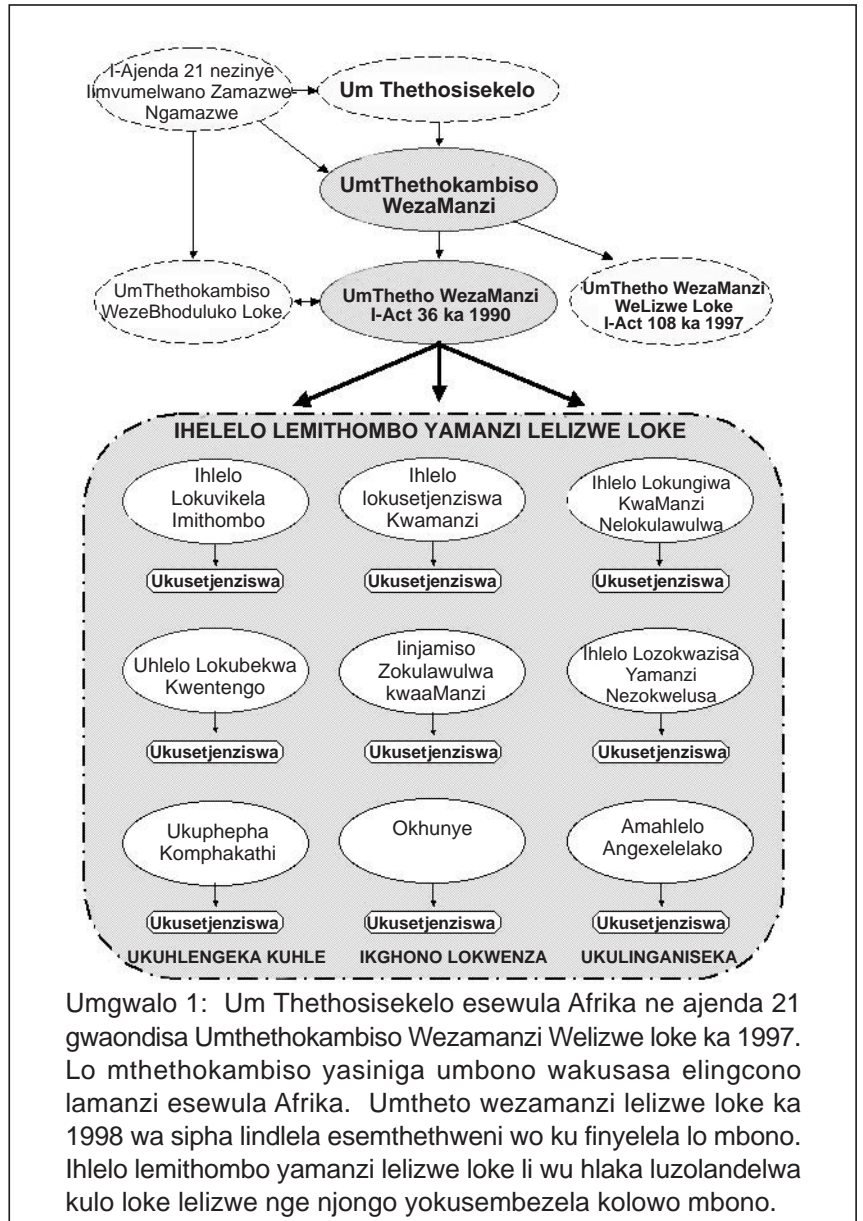 I-Ajenda 21 nezinye
Iimvumelwano Zamazwe-
Ngamazwe
Um Thethosisekelo
UmtThethokambiso
WezaManzi
UmThethokambiso
WezeBhoduluko Loke
UmThetho WezaManzi
I-Act 36 ka 1990
UmThetho WezaManzi
WeLizwe Loke
I-Act 108 ka 1997
IHELELO LEMITHOMBO YAMANZI LELIZWE LOKE
Ihlelo
Lokuvikela
Imithombo
Ihlelo
lokusetjenziswa
Kwamanzi
Ihlelo Lokungiwa
KwaManzi
Nelokulawulwa
Ukusetjenziswa
Ukusetjenziswa
Ukusetjenziswa
Uhlelo Lokubekwa
Kwentengo
Iinjamiso
Zokulawulwa
kwaaManzi
Ihlelo Lozokwazisa
Yamanzi
Nezokwelusa
Ukusetjenziswa
Ukusetjenziswa
Ukusetjenziswa
Ukuphepha
Komphakathi
Okhunye
Amahlelo
Angexelelako
Ukusetjenziswa
Ukusetjenziswa
Ukusetjenziswa
UKUHLENGEKA KUHLE
IKGHONO LOKWENZA
UKULINGANISEKA
Umgwalo 1: Um Thethosisekelo esewula Afrika ne ajenda 21
gwaondisa Umthethokambiso Wezamanzi Welizwe loke ka 1997.
Lo mthethokambiso yasiniga umbono wakusasa elingcono
lamanzi esewula Afrika. Umtheto wezamanzi lelizwe loke ka
1998 wa sipha lindlela esemthethweni wo ku finyelela lo mbono.
Ihlelo lemithombo yamanzi lelizwe loke li wu hlaka luzolandelwa
kulo loke lelizwe nge njongo yokusembezela kolowo mbono.